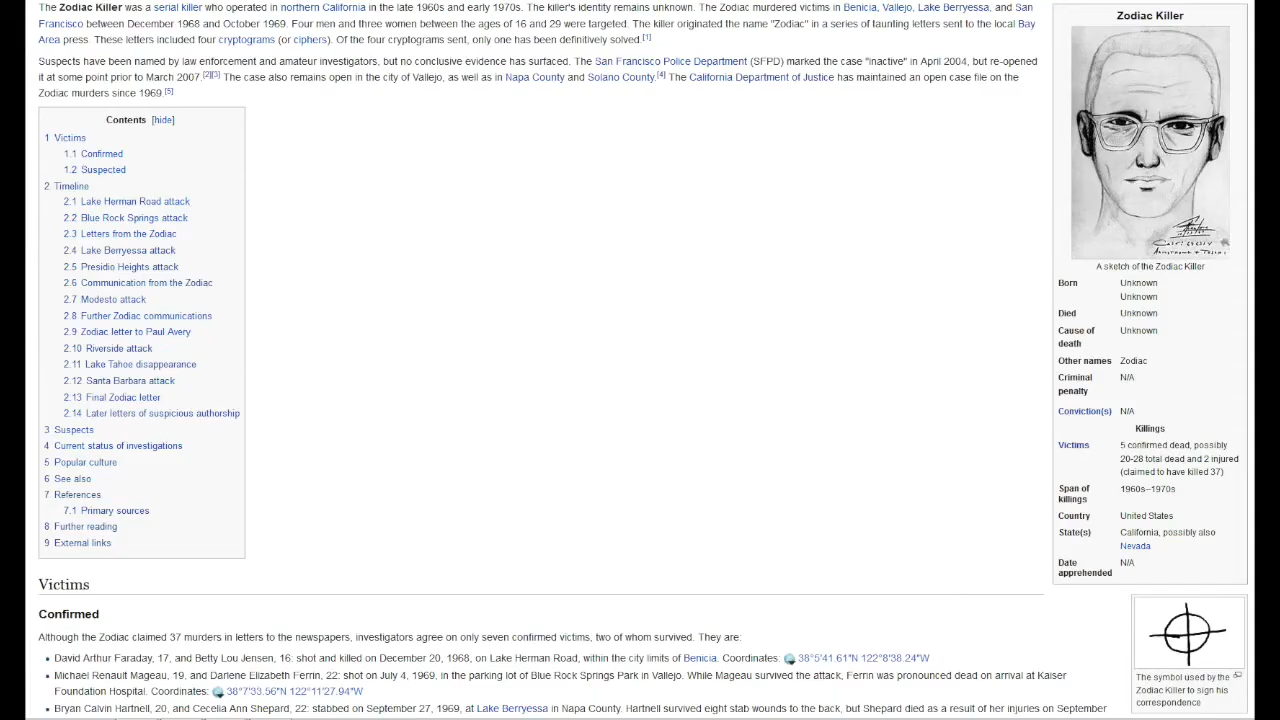 The Zodiac Killer was a serial killer who operated in northern California in the late 1960s and early 1970s. The killer's identity remains unknown. The Zodiac murdered victims in Benicia, Vallejo, Lake Berryessa, and San
Francisco between December 1968 and October 1969. Four men and three women between the ages of 16 and 29 were targeted. The killer originated the name "Zodiac" in a series of taunting letters sent to the local Bay
Area press. These letters included four cryptograms (or ciphers). Of the four cryptograms sent, only one has been definitively solved.[1]
Suspects have been named by law enforcement and amateur investigators, but no conclusive evidence has surfaced. The San Francisco Police Department (SFPD) marked the case "inactive" in April 2004, but re-opened
it at some point prior to March 2007.[2][3] The case also remains open in the city of Vallejo, as well as in Napa County and Solano County.[4] The California Department of Justice has maintained an open case file on the
Zodiac murders since 1969.[5]
Contents [hide]
1 Victims
1.1 Confirmed
1.2 Suspected
2 Timeline
2.1 Lake Herman Road attack
2.2 Blue Rock Springs attack
2.3 Letters from the Zodiac
2.4 Lake Berryessa attack
2.5 Presidio Heights attack
2.6 Communication from the Zodiac
2.7 Modesto attack
2.8 Further Zodiac communications
2.9 Zodiac letter to Paul Avery
2.10 Riverside attack
2.11 Lake Tahoe disappearance
2.12 Santa Barbara attack
2.13 Final Zodiac letter
2.14 Later letters of suspicious authorship
3 Suspects
4 Current status of investigations
5 Popular culture
6 See also
7 References
7.1 Primary sources
8 Further reading
9 External links
Victims
Confirmed
Although the Zodiac claimed 37 murders in letters to the newspapers, investigators agree on only seven confirmed victims, two of whom survived. They are:
• David Arthur Faraday, 17, and Betty Lou Jensen, 16: shot and killed on December 20, 1968, on Lake Herman Road, within the city limits of Benicia. Coordinates: 38°5′41.61″N 122°8′38.24″W
• Michael Renault Mageau, 19, and Darlene Elizabeth Ferrin, 22: shot on July 4, 1969, in the parking lot of Blue Rock Springs Park in Vallejo. While Mageau survived the attack, Ferrin was pronounced dead on arrival at Kaiser
Foundation Hospital. Coordinates: 38°7′33.56″N 122°11′27.94″W
• Bryan Calvin Hartnell, 20, and Cecelia Ann Shepard, 22: stabbed on September 27, 1969, at Lake Berryessa in Napa County. Hartnell survived eight stab wounds to the back, but Shepard died as a result of her injuries on September
Zodiac Killer
A sketch of the Zodiac Killer
Born Unknown
Unknown
Died Unknown
Cause of Unknown
death
Other names Zodiac
Criminal N/A
penalty
Conviction(s) N/A
Killings
Victims 5 confirmed dead, possibly
20-28 total dead and 2 injured
(claimed to have killed 37)
Span of 1960s–1970s
killings
Country United States
State(s) California, possibly also
Nevada
Date N/A
apprehended
The symbol used by the
Zodiac Killer to sign his
correspondence